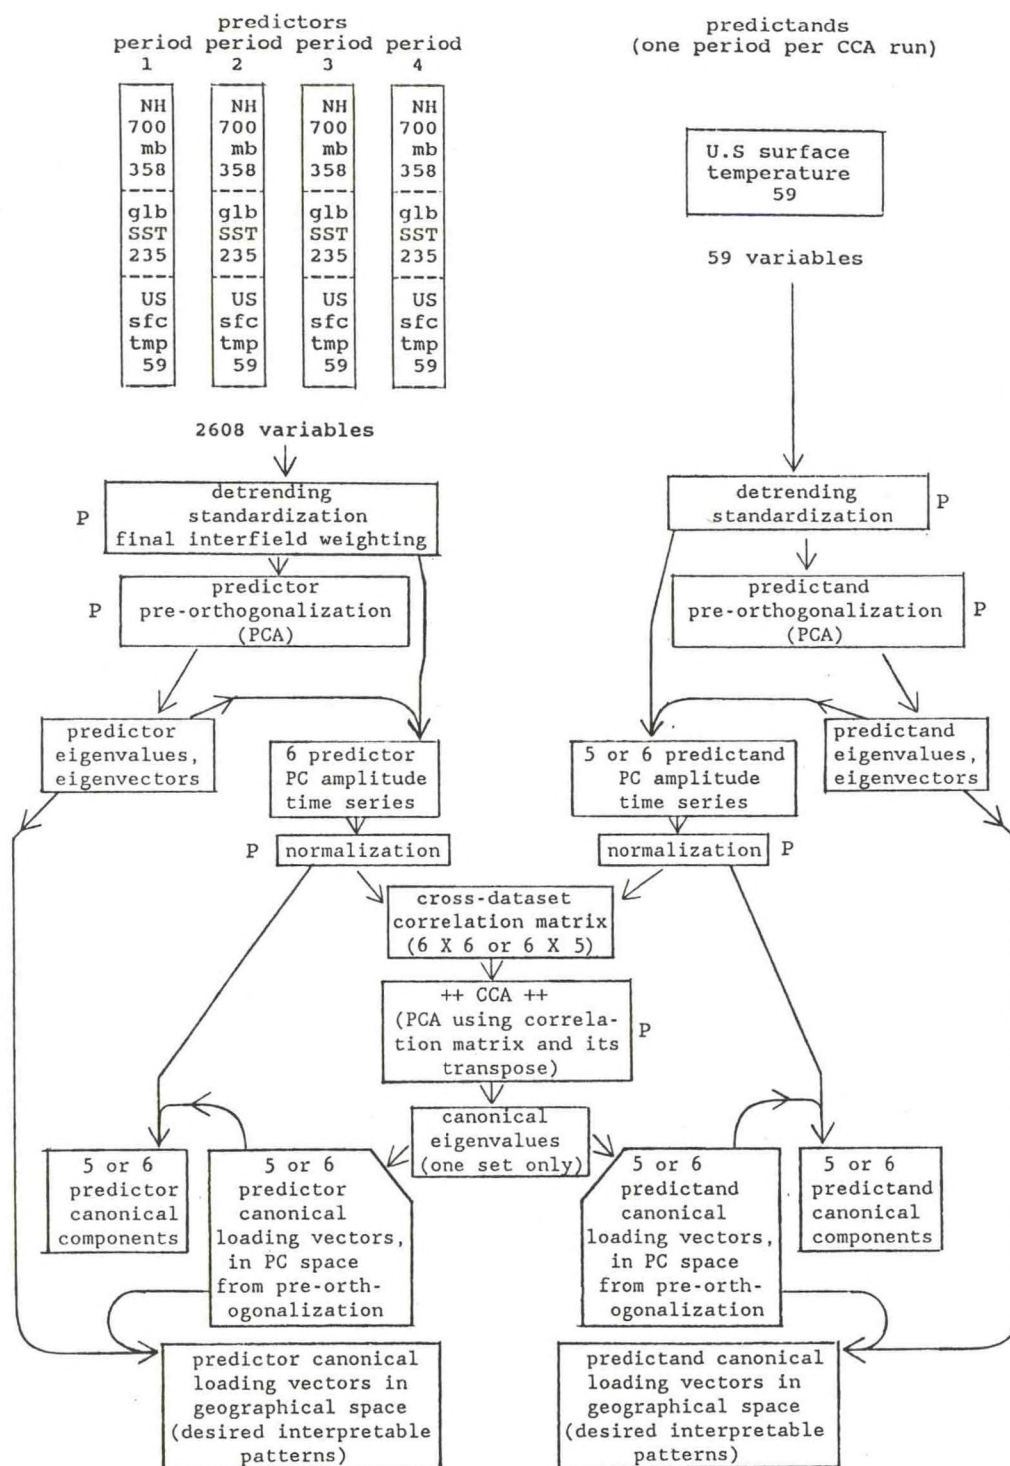 predictors
period period period period
1 2 3 4
NH NH NH NH
700 700 700 700
mb mb mb mb
358 358 358 358
glb glb glb glb
SST SST SST SST
235 235 235 235
US US US US
sfc sfc sfc sfc
tmp tmp tmp tmp
59 59 59 59
2608 variables
predictands
(one period per CCA run)
U.S surface
temperature
59
59 variables
P
detrending
standardization
final interfield weighting
detrending
standardization
P
P
predictor
pre-orthogonalization
(PCA)
predictand
pre-orthogonalization
(PCA)
P
predictor
eigenvalues,
eigenvectors
6 predictor
PC amplitude
time series
5 or 6 predictand
PC amplitude
time series
predictand
eigenvalues,
eigenvectors
P
normalization
normalization
P
cross-dataset
correlation matrix
(6 X 6 or 6 X 5)
++ CCA ++
(PCA using correla-
tion matrix and its
transpose)
P
canonical
eigenvalues
(one set only)
5 or 6
predictor
canonical
components
5 or 6
predictor
canonical
loading vectors,
in PC space
from pre-orth-
ogonalization
5 or 6
predictand
canonical
loading vectors,
in PC space
from pre-orth-
ogonalization
5 or 6
predictand
canonical
components
predictor canonical
loading vectors in
geographical space
(desired interpretable
patterns)
predictand canonical
loading vectors in
geographical space
(desired interpretable
patterns)